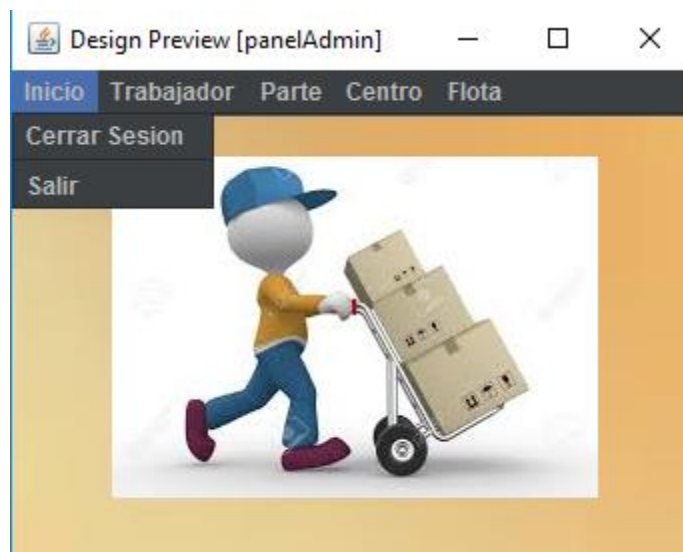 Design Preview [panelAdmin]
Inicio Trabajador Parte Centro Flota
Cerrar Sesion
Salir